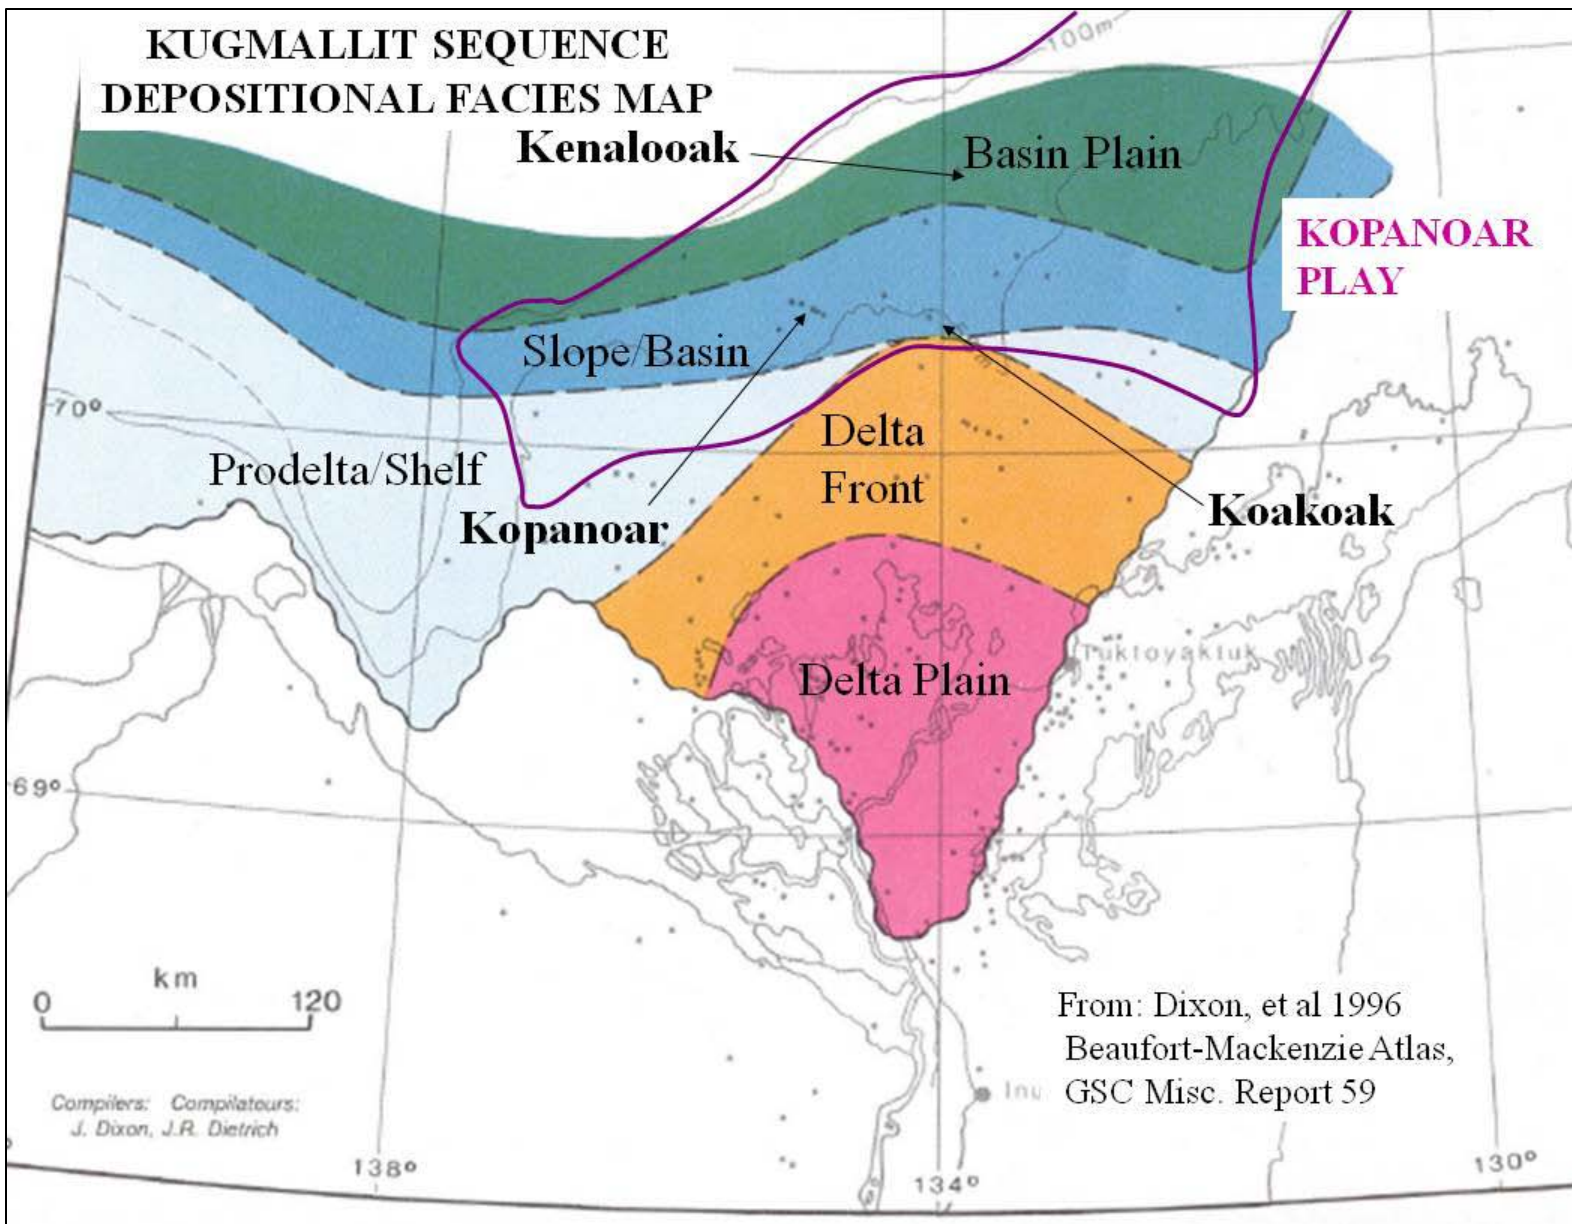 KUGMALLIT SEQUENCE
DEPOSITIONAL FACIES MAP
100m
Kenalooak
Basin Plain
KOPANOAR
PLAY
Slope/Basin
m
70°
Delta
Front
Prodelta/Shelf
Kopanoar
Koakoak
Tuktoyaktuk
Delta Plain
69°
km
0 120
From: Dixon, et al 1996
Beaufort-Mackenzie Atlas,
GSC Misc. Report 59
Inu
Compilers: Compilateurs:
J. Dixon, J.R. Dietrich
138°
134°
130°